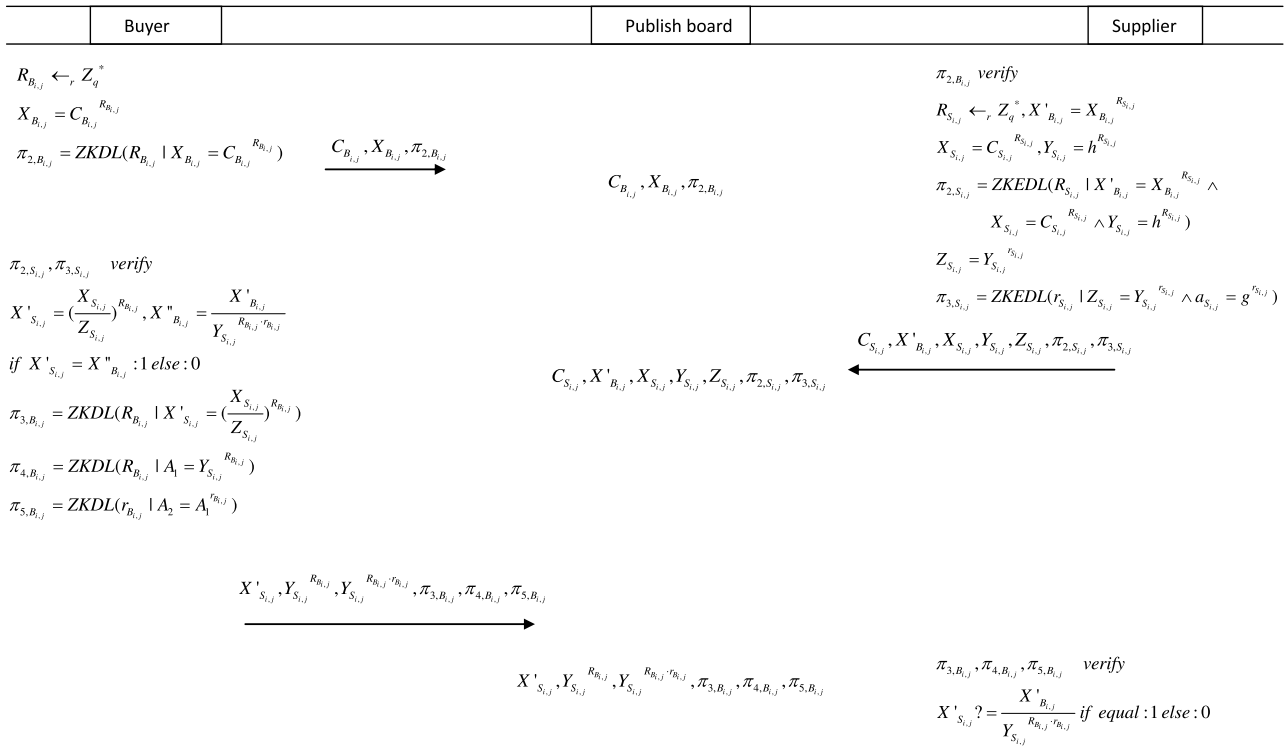 Buyer
Publish board
Supplier
R_{B_{i,j}} ←_r Z_q^*
X_{B_{i,j}} = C_{B_{i,j}}^{R_{B_{i,j}}}
π_{2,B_{i,j}} = ZKDL(R_{B_{i,j}} | X_{B_{i,j}} = C_{B_{i,j}}^{R_{B_{i,j}}})
C_{B_{i,j}}, X_{B_{i,j}}, π_{2,B_{i,j}}
C_{B_{i,j}}, X_{B_{i,j}}, π_{2,B_{i,j}}
π_{2,B_{i,j}} verify
R_{S_{i,j}} ←_r Z_q^*, X'_{B_{i,j}} = X_{B_{i,j}}^{R_{S_{i,j}}}
X_{S_{i,j}} = C_{S_{i,j}}^{R_{S_{i,j}}}, Y_{S_{i,j}} = h^{R_{S_{i,j}}}
π_{2,S_{i,j}} = ZKEDL(R_{S_{i,j}} | X'_{B_{i,j}} = X_{B_{i,j}}^{R_{S_{i,j}}} ∧
X_{S_{i,j}} = C_{S_{i,j}}^{R_{S_{i,j}}} ∧ Y_{S_{i,j}} = h^{R_{S_{i,j}}})
Z_{S_{i,j}} = Y_{S_{i,j}}^{r_{S_{i,j}}}
π_{3,S_{i,j}} = ZKEDL(r_{S_{i,j}} | Z_{S_{i,j}} = Y_{S_{i,j}}^{r_{S_{i,j}}} ∧ a_{S_{i,j}} = g^{r_{S_{i,j}}})
C_{S_{i,j}}, X'_{B_{i,j}}, X_{S_{i,j}}, Y_{S_{i,j}}, Z_{S_{i,j}}, π_{2,S_{i,j}}, π_{3,S_{i,j}}
C_{S_{i,j}}, X'_{B_{i,j}}, X_{S_{i,j}}, Y_{S_{i,j}}, Z_{S_{i,j}}, π_{2,S_{i,j}}, π_{3,S_{i,j}}
π_{2,S_{i,j}}, π_{3,S_{i,j}} verify
X'_{S_{i,j}} = (\frac{X_{S_{i,j}}}{Z_{S_{i,j}}})^{R_{B_{i,j}}}, X"_{B_{i,j}} = \frac{X'_{B_{i,j}}}{Y_{S_{i,j}}^{R_{B_{i,j}}·r_{B_{i,j}}}}
if X'_{S_{i,j}} = X"_{B_{i,j}} :1 else:0
π_{3,B_{i,j}} = ZKDL(R_{B_{i,j}} | X'_{S_{i,j}} = (\frac{X_{S_{i,j}}}{Z_{S_{i,j}}})^{R_{B_{i,j}}})
π_{4,B_{i,j}} = ZKDL(R_{B_{i,j}} | A_1 = Y_{S_{i,j}}^{R_{B_{i,j}}})
π_{5,B_{i,j}} = ZKDL(r_{B_{i,j}} | A_2 = A_1^{r_{B_{i,j}}})
X'_{S_{i,j}}, Y_{S_{i,j}}^{R_{B_{i,j}}}, Y_{S_{i,j}}^{R_{B_{i,j}}·r_{B_{i,j}}}, π_{3,B_{i,j}}, π_{4,B_{i,j}}, π_{5,B_{i,j}}
X'_{S_{i,j}}, Y_{S_{i,j}}^{R_{B_{i,j}}}, Y_{S_{i,j}}^{R_{B_{i,j}}·r_{B_{i,j}}}, π_{3,B_{i,j}}, π_{4,B_{i,j}}, π_{5,B_{i,j}}
π_{3,B_{i,j}}, π_{4,B_{i,j}}, π_{5,B_{i,j}} verify
X'_{S_{i,j}} ?= \frac{X'_{B_{i,j}}}{Y_{S_{i,j}}^{R_{B_{i,j}}·r_{B_{i,j}}}} if equal:1 else:0